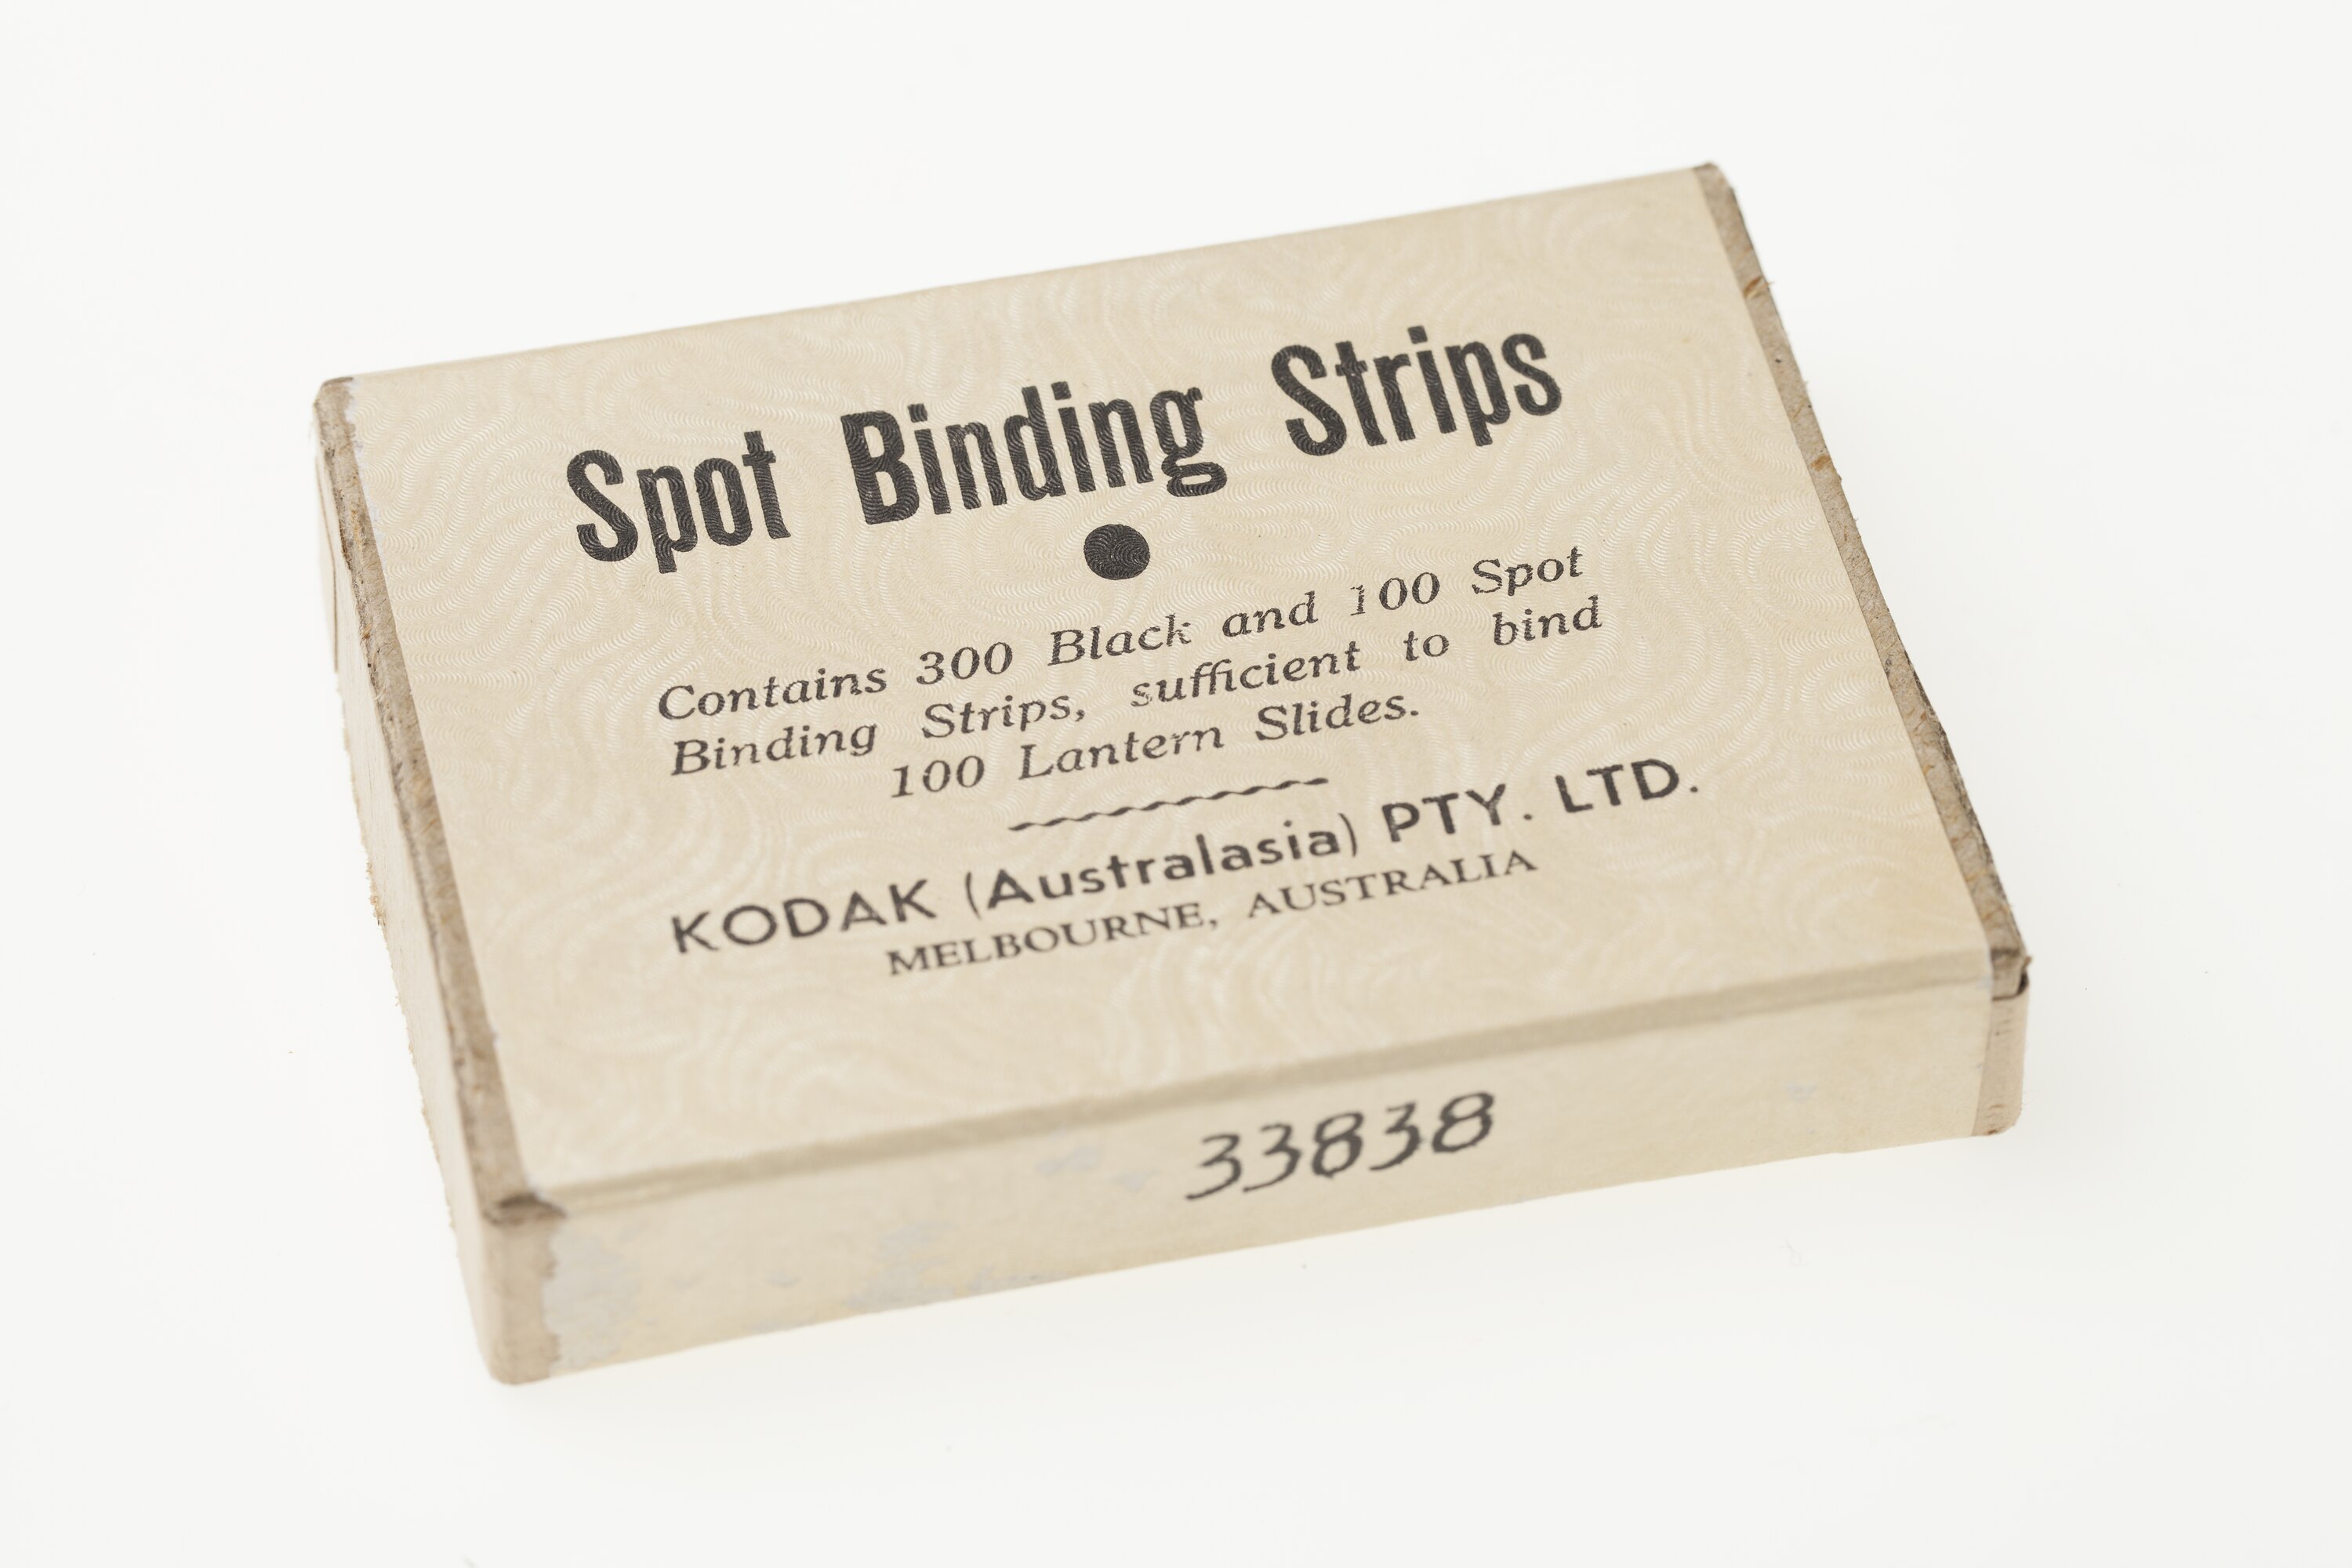 Spot Binding Strips
Contains 300 Black and 100 Spot
Binding Strips, sufficient to bind
100 Lantern Slides.
KODAK (Australasia) PTY. LTD.
MELBOURNE, AUSTRALIA
33838